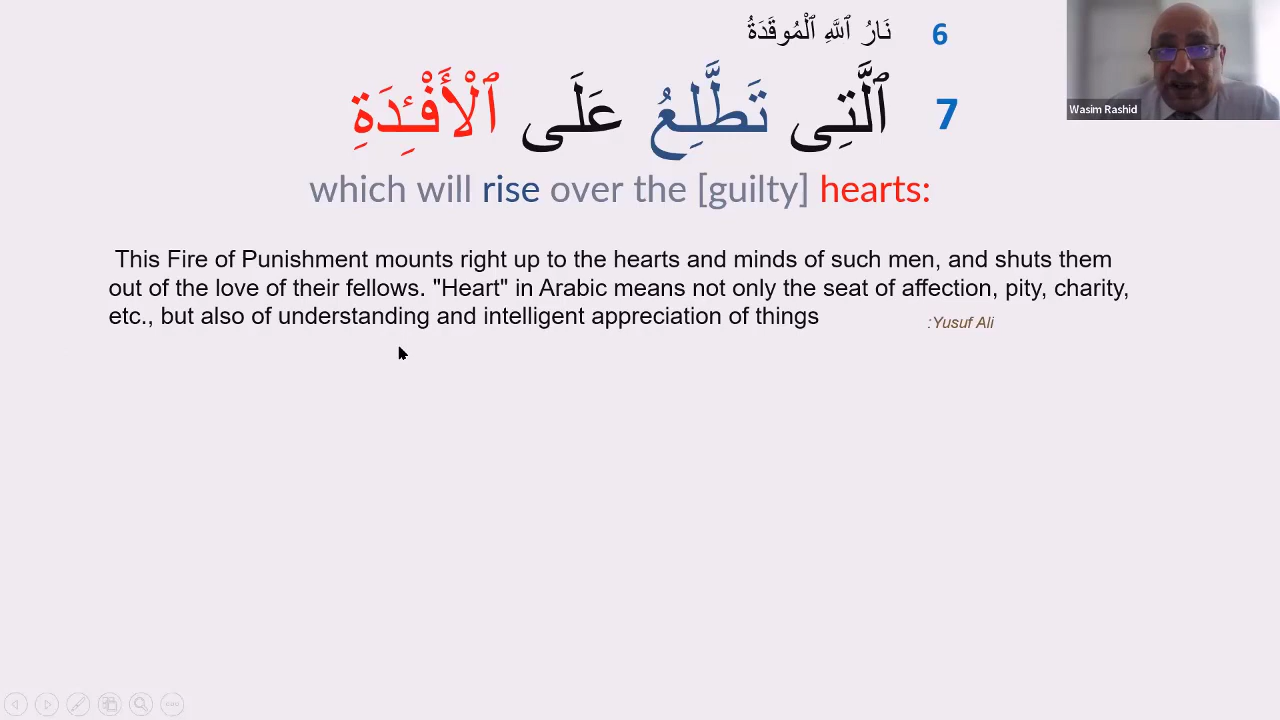 نَارُ ٱللَّهِ ٱلْمُوقَدَةُ 6
ٱلَّتِى تَطَّلِعُ عَلَى ٱلْأَفْـِٔدَةِ 7
Wasim Rashid
which will rise over the [guilty] hearts:
This Fire of Punishment mounts right up to the hearts and minds of such men, and shuts them
out of the love of their fellows. "Heart" in Arabic means not only the seat of affection, pity, charity,
etc., but also of understanding and intelligent appreciation of things :Yusuf Ali